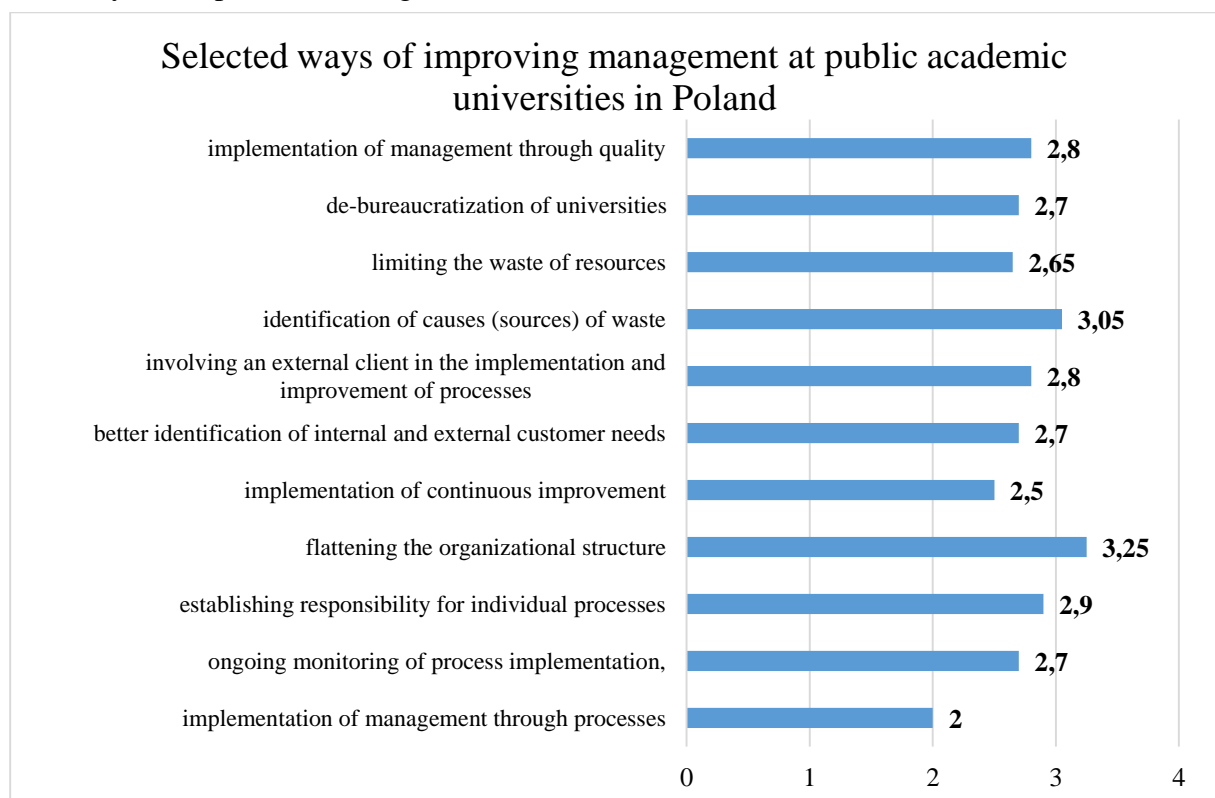 Selected ways of improving management at public academic
universities in Poland
implementation of management through quality
2,8
de-bureaucratization of universities
2,7
limiting the waste of resources
2,65
identification of causes (sources) of waste
3,05
involving an external client in the implementation and
improvement of processes
2,8
better identification of internal and external customer needs
2,7
implementation of continuous improvement
2,5
flattening the organizational structure
3,25
establishing responsibility for individual processes
2,9
ongoing monitoring of process implementation,
2,7
implementation of management through processes
2
0 1 2 3 4